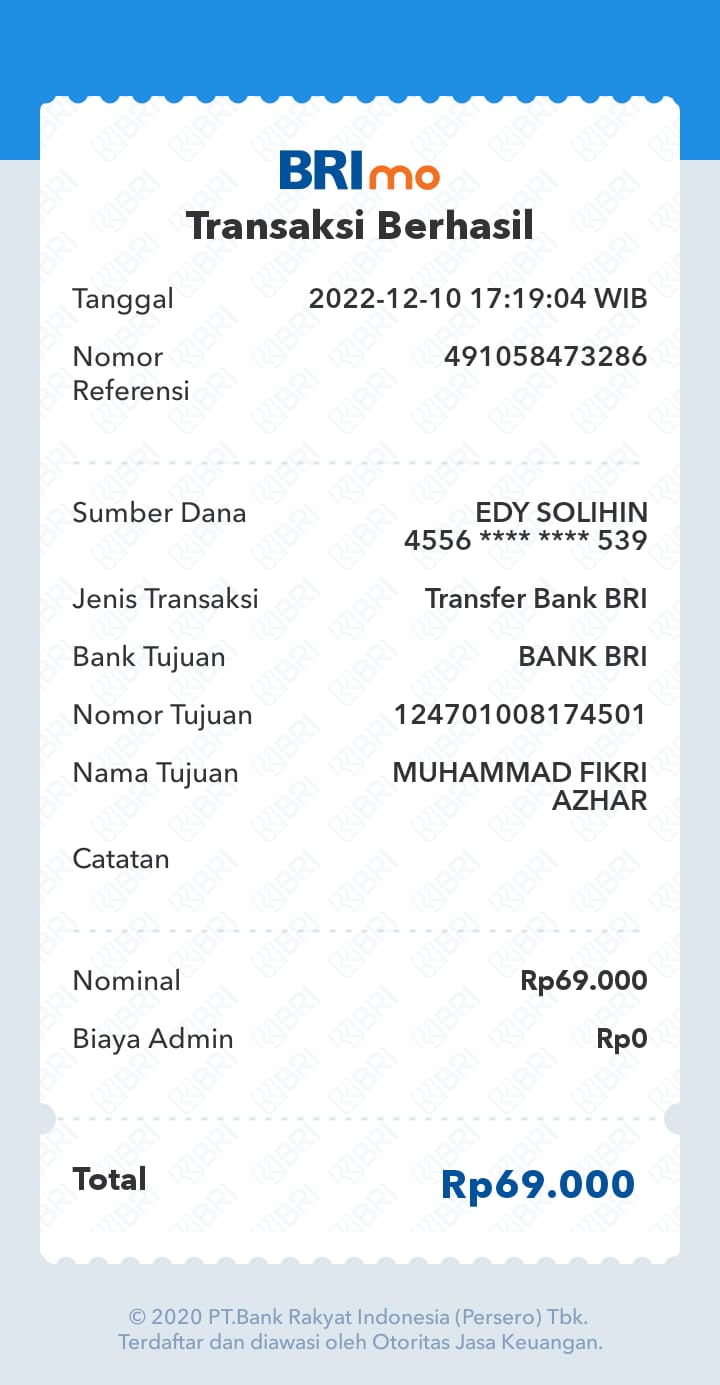 BRImo
Transaksi Berhasil
Tanggal 2022-12-10 17:19:04 WIB
Nomor Referensi 491058473286
Sumber Dana EDY SOLIHIN
4556 **** **** 539
Jenis Transaksi Transfer Bank BRI
Bank Tujuan BANK BRI
Nomor Tujuan 124701008174501
Nama Tujuan MUHAMMAD FIKRI
AZHAR
Catatan
Nominal Rp69.000
Biaya Admin Rp0
Total Rp69.000
© 2020 PT.Bank Rakyat Indonesia (Persero) Tbk.
Terdaftar dan diawasi oleh Otoritas Jasa Keuangan.